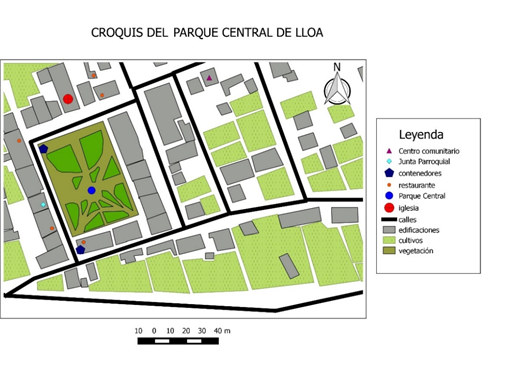 CROQUIS DEL PARQUE CENTRAL DE LLOA
N
Leyenda
Centro comunitario
Junta Parroquial
contenedores
restaurante
Parque Central
iglesia
calles
edificaciones
cultivos
vegetación
10 0 10 20 30 40 m